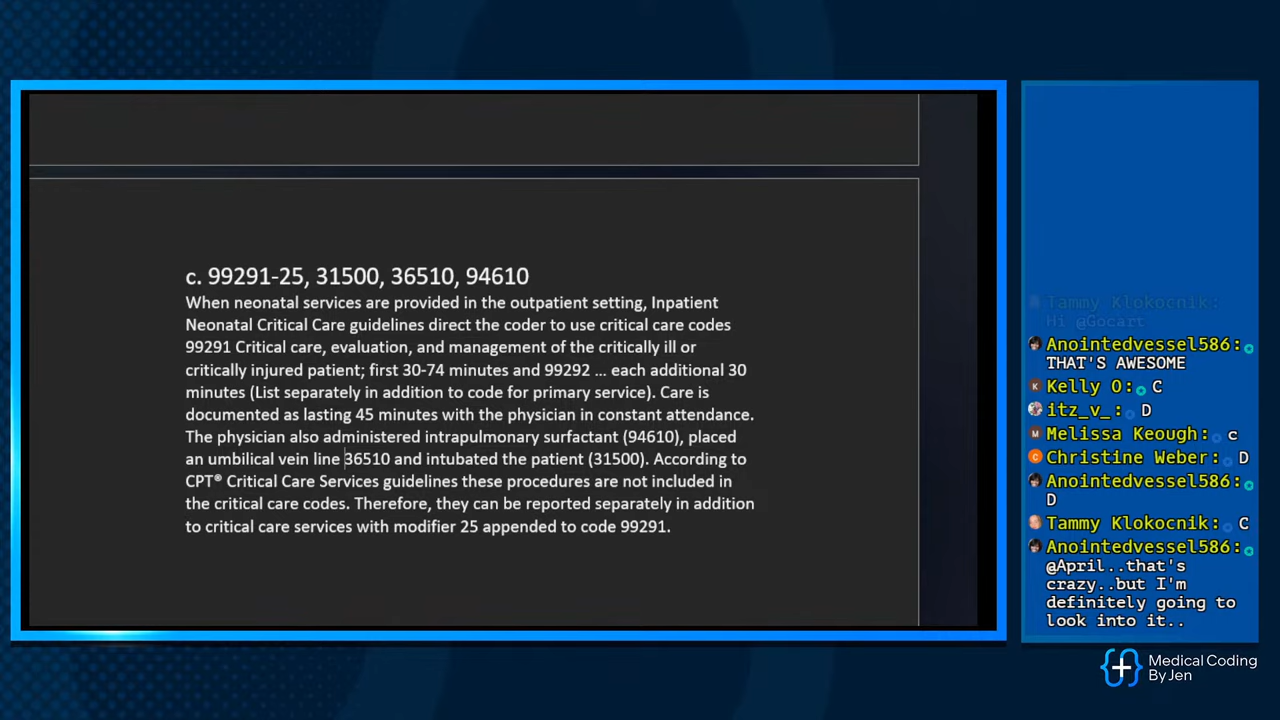 c. 99291-25, 31500, 36510, 94610
When neonatal services are provided in the outpatient setting, Inpatient
Neonatal Critical Care guidelines direct the coder to use critical care codes
99291 Critical care, evaluation, and management of the critically ill or
critically injured patient; first 30-74 minutes and 99292 ... each additional 30
minutes (List separately in addition to code for primary service). Care is
documented as lasting 45 minutes with the physician in constant attendance.
The physician also administered intrapulmonary surfactant (94610), placed
an umbilical vein line 36510 and intubated the patient (31500). According to
CPT® Critical Care Services guidelines these procedures are not included in
the critical care codes. Therefore, they can be reported separately in addition
to critical care services with modifier 25 appended to code 99291.
Tammy Klokocnik:
Hi @Gocart
Anointedvessel586:
THAT'S AWESOME
Kelly O: C
itz_v_: D
Melissa Keough: c
Christine Weber: D
Anointedvessel586:
D
Tammy Klokocnik: C
Anointedvessel586:
@April..that's
crazy..but I'm
definitely going to
look into it..
Medical Coding
By Jen